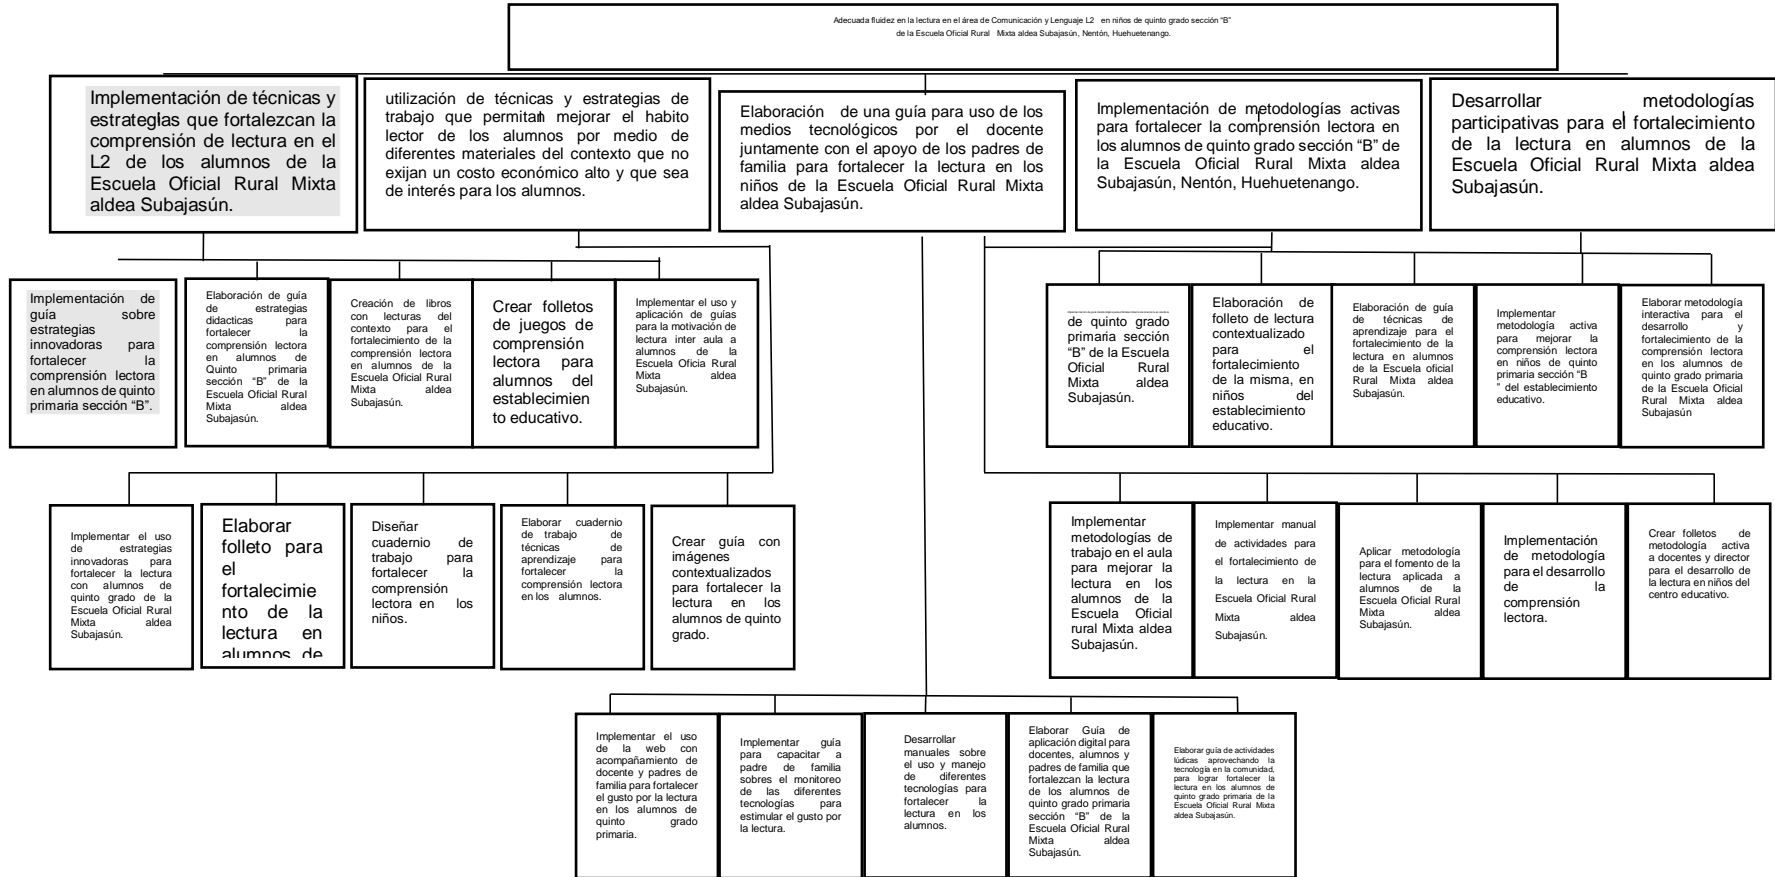 Adecuada fluidez en la lectura en el área de Comunicación y Lenguaje L2 en niños de quinto grado sección “B”
de la Escuela Oficial Rural Mixta aldea Subajasún, Nentón, Huehuetenango.
Implementación de técnicas y
estrategias que fortalezcan la
comprensión de lectura en el
L2 de los alumnos de la
Escuela Oficial Rural Mixta
aldea Subajasún.
utilización de técnicas y estrategias de
trabajo que permitan mejorar el habito
lector de los alumnos por medio de
diferentes materiales del contexto que no
exijan un costo económico alto y que sea
de interés para los alumnos.
Elaboración de una guía para uso de los
medios tecnológicos por el docente
juntamente con el apoyo de los padres de
familia para fortalecer la lectura en los
niños de la Escuela Oficial Rural Mixta
aldea Subajasún.
Implementación de metodologías activas
para fortalecer la comprensión lectora en
los alumnos de quinto grado sección “B” de
la Escuela Oficial Rural Mixta aldea
Subajasún, Nentón, Huehuetenango.
Desarrollar metodologías
participativas para el fortalecimiento
de la lectura en alumnos de la
Escuela Oficial Rural Mixta aldea
Subajasún.
Implementación de
guía sobre
estrategias
innovadoras para
fortalecer la
comprensión lectora
en alumnos de quinto
primaria sección “B”.
Elaboración de guía
de estrategias
didacticas para
fortalecer la
comprensión lectora
en alumnos de
Quinto primaria
sección “B” de la
Escuela Oficial Rural
Mixta aldea
Subajasún.
Creación de libros
con lecturas del
contexto para el
fortalecimiento de la
comprensión lectora
en alumnos de la
Escuela Oficial Rural
Mixta aldea
Subajasún.
Crear folletos
de juegos de
comprensión
lectora para
alumnos del
establecimien
to educativo.
Implementar el uso y
aplicación de guías
para la motivación de
lectura inter aula a
alumnos de la
Escuela Oficia Rural
Mixta aldea
Subajasún.
de quinto grado
primaria sección
“B” de la Escuela
Oficial Rural
Mixta aldea
Subajasún.
Elaboración de
folleto de lectura
contextualizado
para el
fortalecimiento
de la misma, en
niños del
establecimiento
educativo.
Elaboración de guía
de técnicas de
aprendizaje para el
fortalecimiento de la
lectura en alumnos
de la Escuela oficial
Rural Mixta aldea
Subajasún.
Implementar
metodología activa
para mejorar la
comprensión lectora
en niños de quinto
primaria sección “B
” del establecimiento
educativo.
Elaborar metodología
interactiva para el
desarrollo y
fortalecimiento de la
comprensión lectora
en los alumnos de
quinto grado primaria
de la Escuela Oficial
Rural Mixta aldea
Subajasún
Implementar el uso
de estrategias
innovadoras para
fortalecer la lectura
con alumnos de
quinto grado de la
Escuela Oficial Rural
Mixta aldea
Subajasún.
Elaborar
folleto para
el
fortalecimie
nto de la
lectura en
alumnos de
Diseñar
cuadernio de
trabajo para
fortalecer la
comprensión
lectora en los
niños.
Elaborar cuadernio
de trabajo de
técnicas de
aprendizaje para
fortalecer la
comprensión lectora
en los alumnos.
Crear guía con
imágenes
contextualizados
para fortalecer la
lectura en los
alumnos de quinto
grado.
Implementar
metodologías de
trabajo en el aula
para mejorar la
lectura en los
alumnos de la
Escuela Oficial
rural Mixta aldea
Subajasún.
Implementar manual
de actividades para
el fortalecimiento de
la lectura en la
Escuela Oficial Rural
Mixta aldea
Subajasún.
Aplicar metodología
para el fomento de la
lectura aplicada a
alumnos de la
Escuela Oficial Rural
Mixta aldea
Subajasún.
Implementación
de metodología
para el desarrollo
de la
comprensión
lectora.
Crear folletos de
metodología activa
a docentes y director
para el desarrollo de
la lectura en niños del
centro educativo.
Implementar el uso
de la web con
acompañamiento de
docente y padres de
familia para fortalecer
el gusto por la lectura
en los alumnos de
quinto grado
primaria.
Implementar guía
para capacitar a
padre de familia
sobres el monitoreo
de las diferentes
tecnologías para
estimular el gusto por
la lectura.
Desarrollar
manuales sobre
el uso y manejo
de diferentes
tecnologías para
fortalecer la
lectura en los
alumnos.
Elaborar Guía de
aplicación digital para
docentes, alumnos y
padres de familia que
fortalezcan la lectura
de los alumnos de
quinto grado primaria
sección “B” de la
Escuela Oficial Rural
Mixta aldea
Subajasún.
Elaborar guía de actividades
lúdicas aprovechando la
tecnología en la comunidad,
para lograr fortalecer la
lectura en los alumnos de
quinto grado primaria de la
Escuela Oficial Rural Mixta
aldea Subajasún.